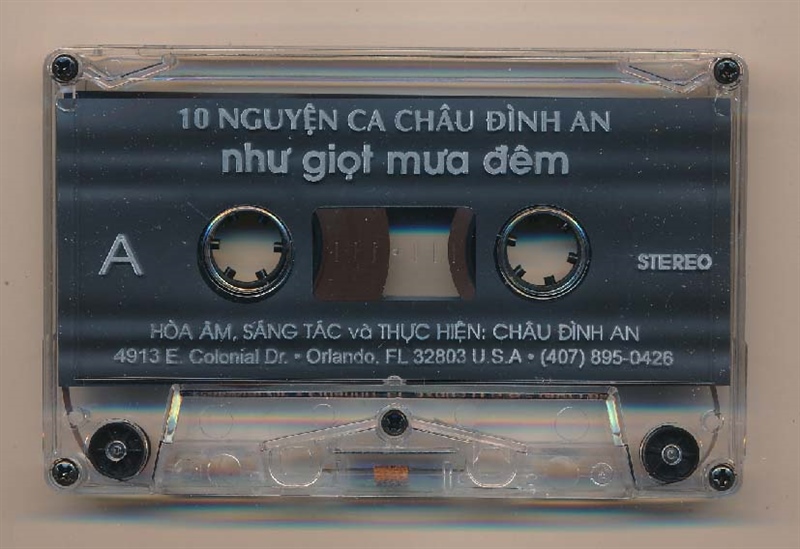 10 NGUYỆN CA CHÂU ĐÌNH AN
như giọt mưa đêm
A
STEREO
HÒA ÂM, SÁNG TÁC và THỰC HIỆN: CHÂU ĐÌNH AN
4913 E. Colonial Dr. • Orlando, FL 32803 U.S.A • (407) 895-0426